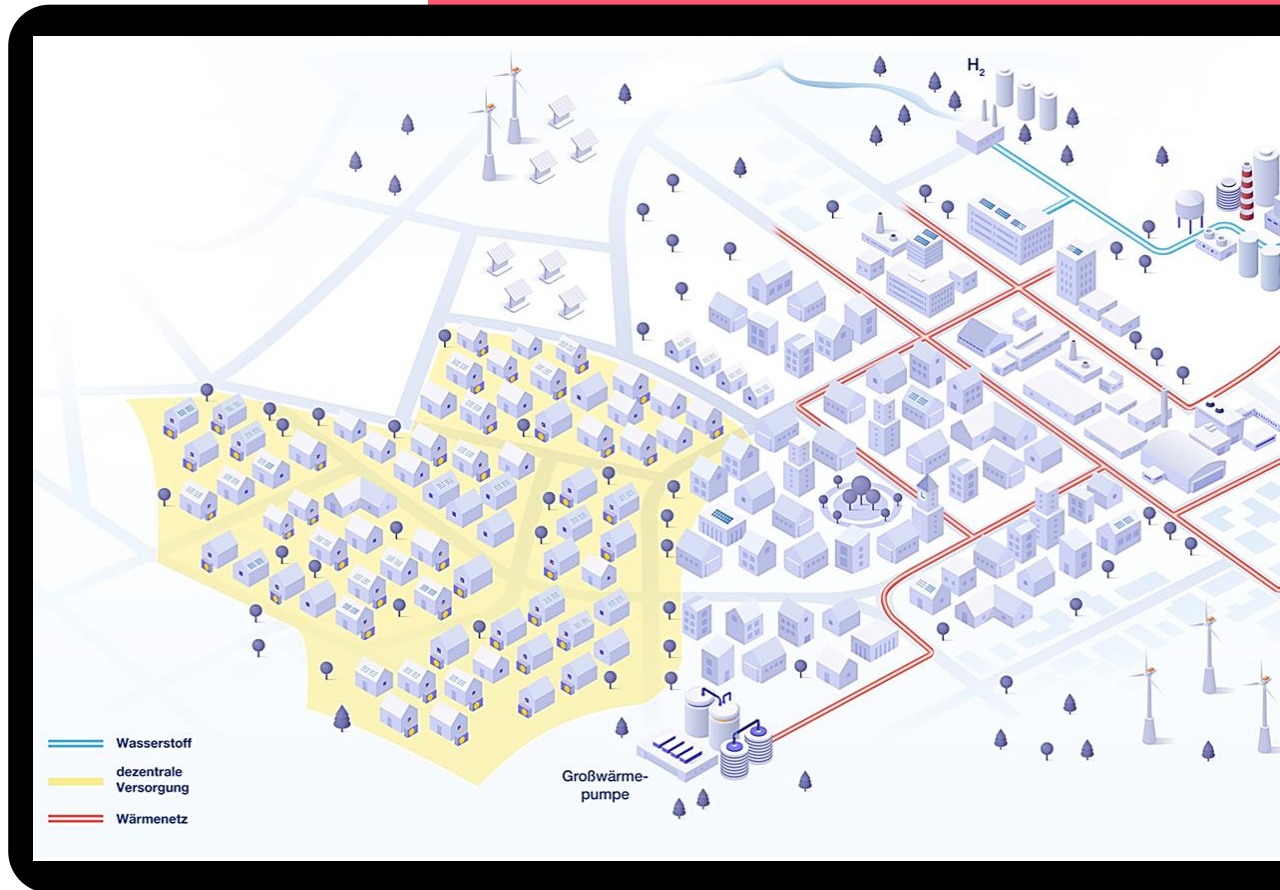 H₂
Wasserstoff
dezentrale
Versorgung
Wärmenetz
Großwärme-
pumpe